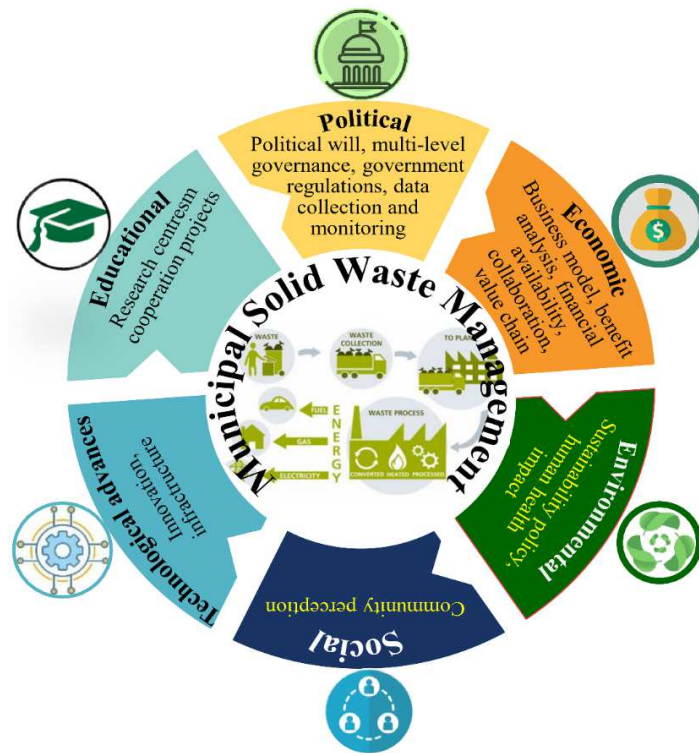 Political
Political will, multi-level
governance, government
regulations, data
collection and
monitoring
Economic
Business model, benefit
analysis, financial
availability,
collaboration,
value chain
Environmental
Sustainability policy,
human health
impact
Social
Community perception
Technological advances
Innovation,
infractructure
Educational
Research centresm
cooperation projects
Municipal Solid Waste Management
WASTE
WASTE
COLLECTION
TO PLAN
WASTE PROCESS
CONVERTED HEATED PROCESSED
ENERGY
FUEL
GAS
ELECTRICITY
$